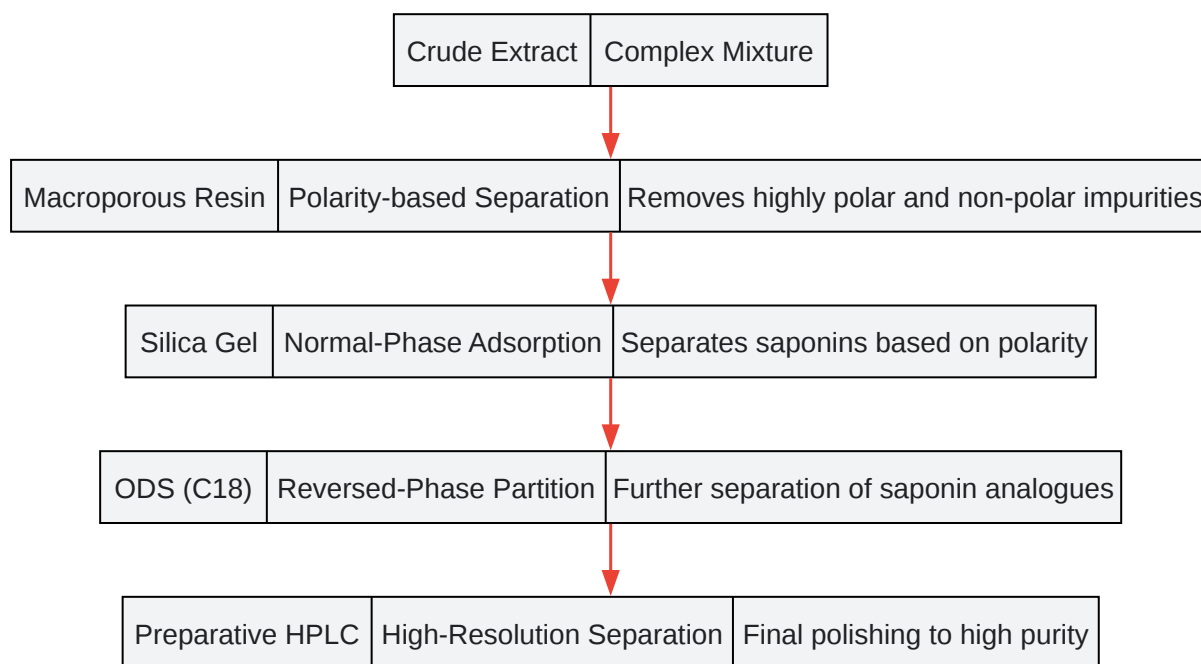 Crude Extract Complex Mixture
Macroporous Resin Polarity-based Separation Removes highly polar and non-polar impurities
Silica Gel Normal-Phase Adsorption Separates saponins based on polarity
ODS (C18) Reversed-Phase Partition Further separation of saponin analogues
Preparative HPLC High-Resolution Separation Final polishing to high purity